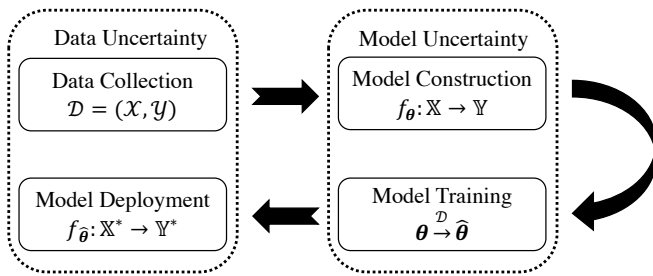 Data Uncertainty
Data Collection
𝒟 = (𝒳, 𝒴)
Model Deployment
f_𝜽̂: 𝕏* → 𝕐*
Model Uncertainty
Model Construction
f_𝜽: 𝕏 → 𝕐
Model Training
𝒟
𝜽 → 𝜽̂